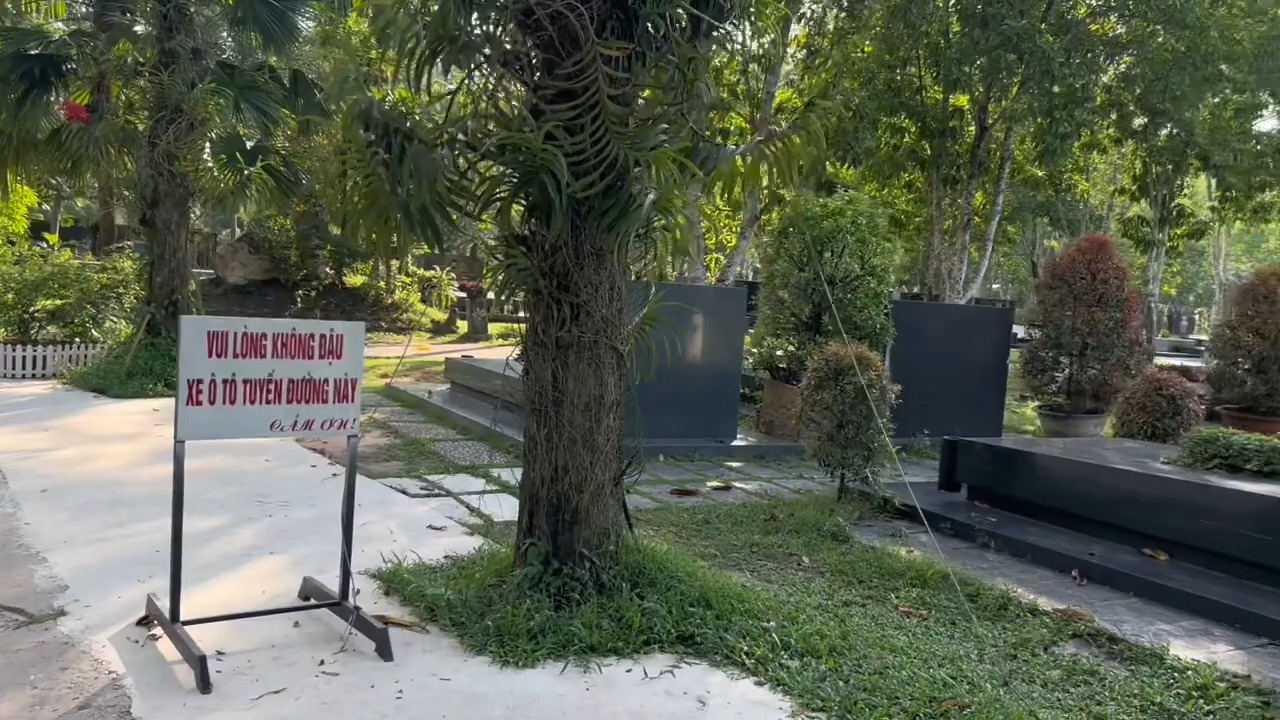 VUI LÒNG KHÔNG ĐẬU
XE Ô TÔ TUYẾN ĐƯỜNG NÀY
CẢM ƠN!